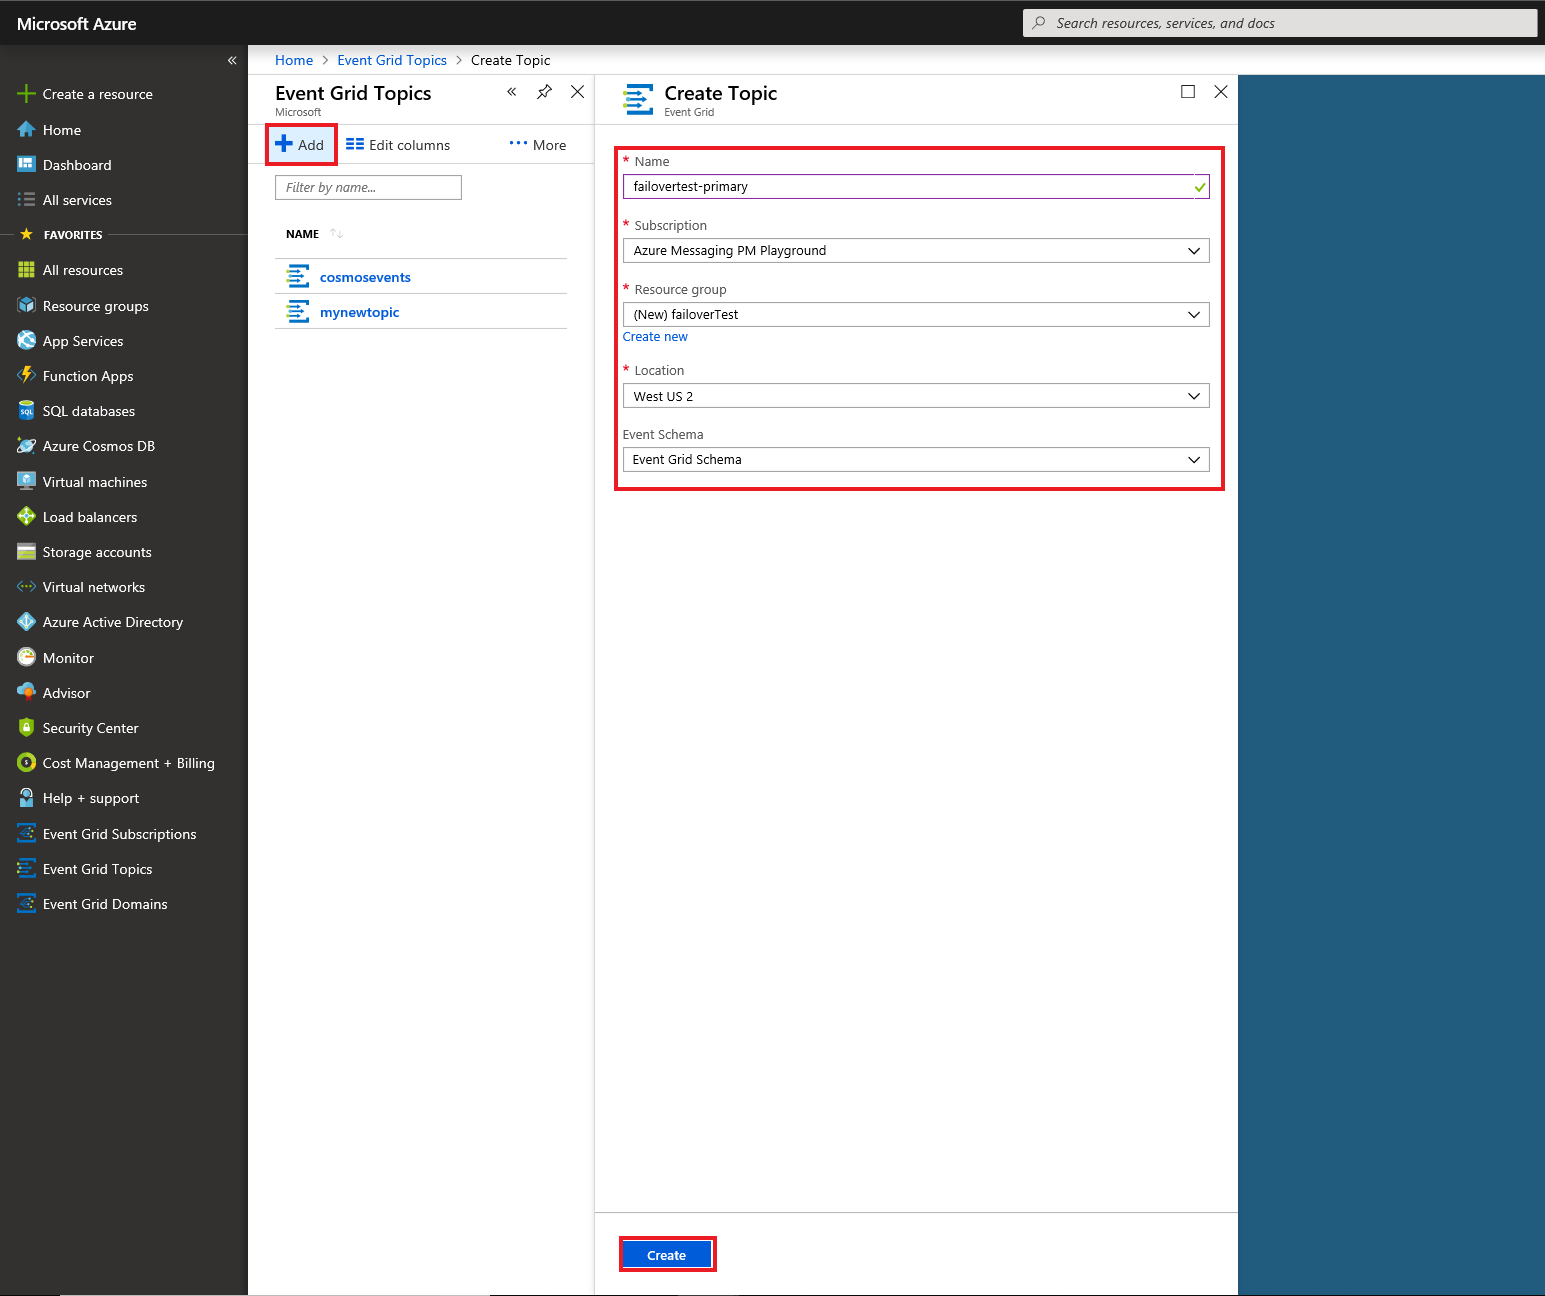 Microsoft Azure
Search resources, services, and docs
Create a resource
Home
Dashboard
All services
FAVORITES
All resources
Resource groups
App Services
Function Apps
SQL databases
Azure Cosmos DB
Virtual machines
Load balancers
Storage accounts
Virtual networks
Azure Active Directory
Monitor
Advisor
Security Center
Cost Management + Billing
Help + support
Event Grid Subscriptions
Event Grid Topics
Event Grid Domains
Home > Event Grid Topics > Create Topic
Event Grid Topics
Microsoft
Add Edit columns ··· More
Filter by name...
NAME
cosmosevents
mynewtopic
Create Topic
Event Grid
* Name
failovertest-primary
* Subscription
Azure Messaging PM Playground
* Resource group
(New) failoverTest
Create new
* Location
West US 2
Event Schema
Event Grid Schema
Create